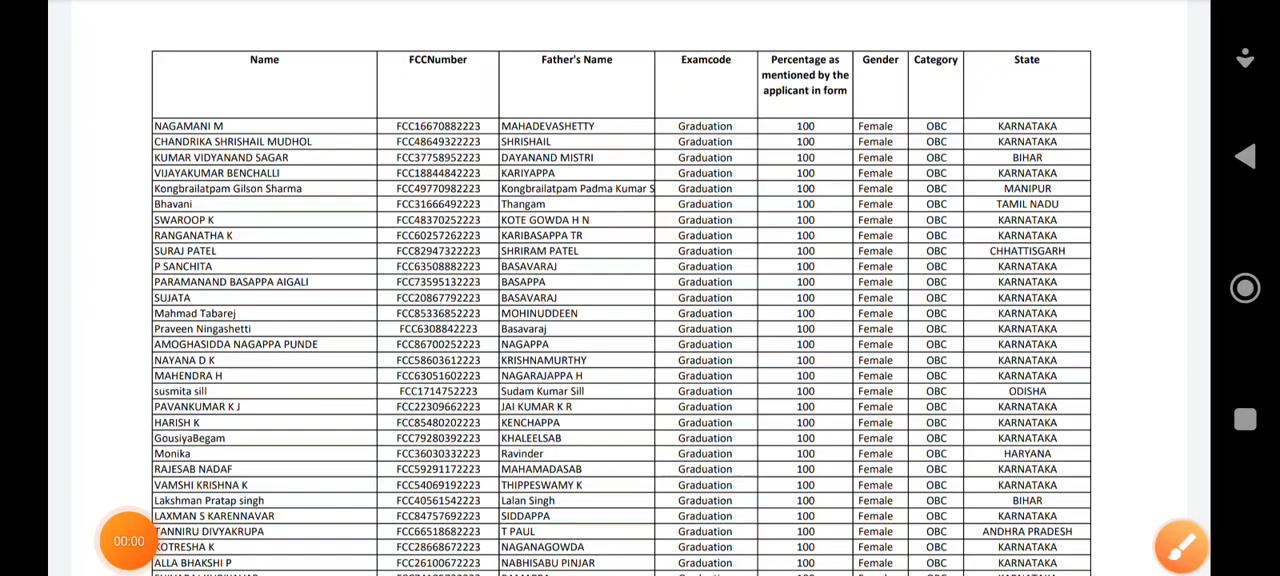 Name FCCNumber Father's Name Examcode Percentage as mentioned by the applicant in form Gender Category State
NAGAMANI M FCC16670882223 MAHADEVASHETTY Graduation 100 Female OBC KARNATAKA
CHANDRIKA SHRISHAIL MUDHOL FCC48649322223 SHRISHAIL Graduation 100 Female OBC KARNATAKA
KUMAR VIDYANAND SAGAR FCC37758952223 DAYANAND MISTRI Graduation 100 Female OBC BIHAR
VIJAYAKUMAR BENCHALLI FCC18844842223 KARIYAPPA Graduation 100 Female OBC KARNATAKA
Kongbrailatpam Gilson Sharma FCC49770982223 Kongbrailatpam Padma Kumar S Graduation 100 Female OBC MANIPUR
Bhavani FCC31666492223 Thangam Graduation 100 Female OBC TAMIL NADU
SWAROOP K FCC48370252223 KOTE GOWDA H N Graduation 100 Female OBC KARNATAKA
RANGANATHA K FCC60257262223 KARIBASAPPA TR Graduation 100 Female OBC KARNATAKA
SURAJ PATEL FCC82947322223 SHRIRAM PATEL Graduation 100 Female OBC CHHATTISGARH
P SANCHITA FCC63508882223 BASAVARAJ Graduation 100 Female OBC KARNATAKA
PARAMANAND BASAPPA AIGALI FCC73595132223 BASAPPA Graduation 100 Female OBC KARNATAKA
SUJATA FCC20867792223 BASAVARAJ Graduation 100 Female OBC KARNATAKA
Mahmad Tabarej FCC85336852223 MOHINUDDEEN Graduation 100 Female OBC KARNATAKA
Praveen Ningashetti FCC6308842223 Basavaraj Graduation 100 Female OBC KARNATAKA
AMOGHASIDDA NAGAPPA PUNDE FCC86700252223 NAGAPPA Graduation 100 Female OBC KARNATAKA
NAYANA D K FCC58603612223 KRISHNAMURTHY Graduation 100 Female OBC KARNATAKA
MAHENDRA H FCC63051602223 NAGARAJAPPA H Graduation 100 Female OBC KARNATAKA
susmita sill FCC1714752223 Sudam Kumar Sill Graduation 100 Female OBC ODISHA
PAVANKUMAR K J FCC22309662223 JAI KUMAR K R Graduation 100 Female OBC KARNATAKA
HARISH K FCC85480202223 KENCHAPPA Graduation 100 Female OBC KARNATAKA
GousiyaBegam FCC79280392223 KHALEELSAB Graduation 100 Female OBC KARNATAKA
Monika FCC36030332223 Ravinder Graduation 100 Female OBC HARYANA
RAJESAB NADAF FCC59291172223 MAHAMADASAB Graduation 100 Female OBC KARNATAKA
VAMSHI KRISHNA K FCC54069192223 THIPPESWAMY K Graduation 100 Female OBC KARNATAKA
Lakshman Pratap singh FCC40561542223 Lalan Singh Graduation 100 Female OBC BIHAR
LAXMAN S KARENNAVAR FCC84757692223 SIDDAPPA Graduation 100 Female OBC KARNATAKA
TANNIRU DIVYAKRUPA FCC66518682223 T PAUL Graduation 100 Female OBC ANDHRA PRADESH
KOTRESHA K FCC28668672223 NAGANAGOWDA Graduation 100 Female OBC KARNATAKA
ALLA BHAKSHI P FCC26100672223 NABHISABU PINJAR Graduation 100 Female OBC KARNATAKA
00:00